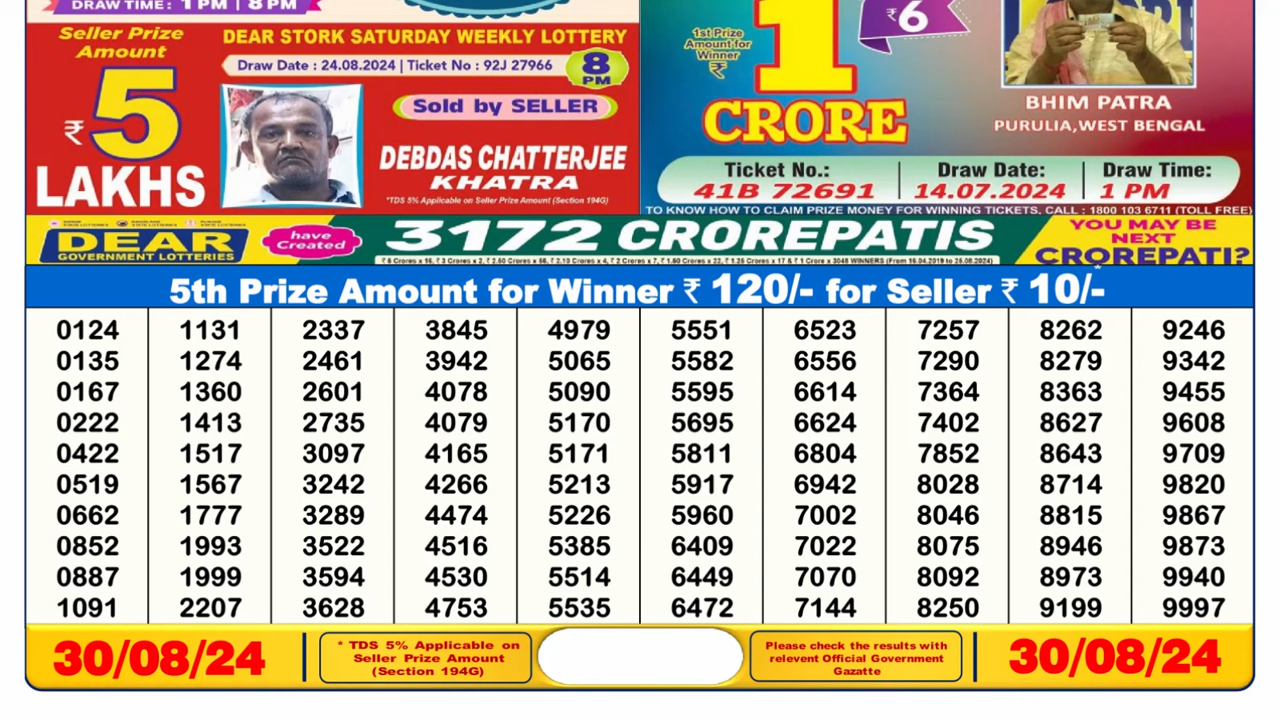 DRAW TIME: 1 PM | 8 PM
Seller Prize
Amount
₹5
LAKHS
DEAR STORK SATURDAY WEEKLY LOTTERY
Draw Date : 24.08.2024 | Ticket No : 92J 27966
8
PM
Sold by SELLER
DEBDAS CHATTERJEE
KHATRA
*TDS 5% Applicable on Seller Prize Amount (Section 194G)
₹6
1st Prize
Amount for
Winner
₹
1
CRORE
BHIM PATRA
PURULIA,WEST BENGAL
Ticket No.: Draw Date: Draw Time:
41B 72691 14.07.2024 1 PM
TO KNOW HOW TO CLAIM PRIZE MONEY FOR WINNING TICKETS, CALL : 1800 103 6711 (TOLL FREE)
DEAR
GOVERNMENT LOTTERIES
have
Created
3172 CROREPATIS
YOU MAY BE
NEXT
CROREPATI?
5th Prize Amount for Winner ₹ 120/- for Seller ₹ 10/-*
0124 1131 2337 3845 4979 5551 6523 7257 8262 9246
0135 1274 2461 3942 5065 5582 6556 7290 8279 9342
0167 1360 2601 4078 5090 5595 6614 7364 8363 9455
0222 1413 2735 4079 5170 5695 6624 7402 8627 9608
0422 1517 3097 4165 5171 5811 6804 7852 8643 9709
0519 1567 3242 4266 5213 5917 6942 8028 8714 9820
0662 1777 3289 4474 5226 5960 7002 8046 8815 9867
0852 1993 3522 4516 5385 6409 7022 8075 8946 9873
0887 1999 3594 4530 5514 6449 7070 8092 8973 9940
1091 2207 3628 4753 5535 6472 7144 8250 9199 9997
30/08/24
* TDS 5% Applicable on
Seller Prize Amount
(Section 194G)
Please check the results with
relevent Official Government
Gazatte
30/08/24